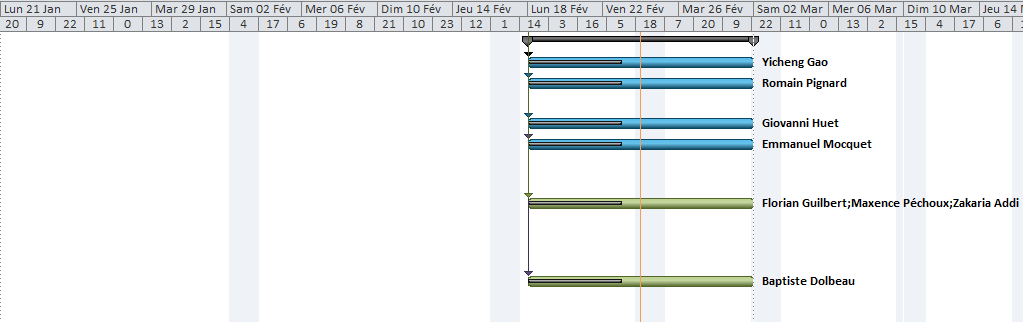 Lun 21 Jan Ven 25 Jan Mar 29 Jan Sam 02 Fév Mer 06 Fév Dim 10 Fév Jeu 14 Fév Lun 18 Fév Ven 22 Fév Mar 26 Fév Sam 02 Mar Mer 06 Mar Dim 10 Mar Jeu 14
20 9 22 11 0 13 2 15 4 17 6 19 8 21 10 23 12 1 14 3 16 5 18 7 20 9 22 11 0 13 2 15 4 17 6
Yicheng Gao
Romain Pignard
Giovanni Huet
Emmanuel Mocquet
Florian Guilbert;Maxence Péchoux;Zakaria Addi
Baptiste Dolbeau